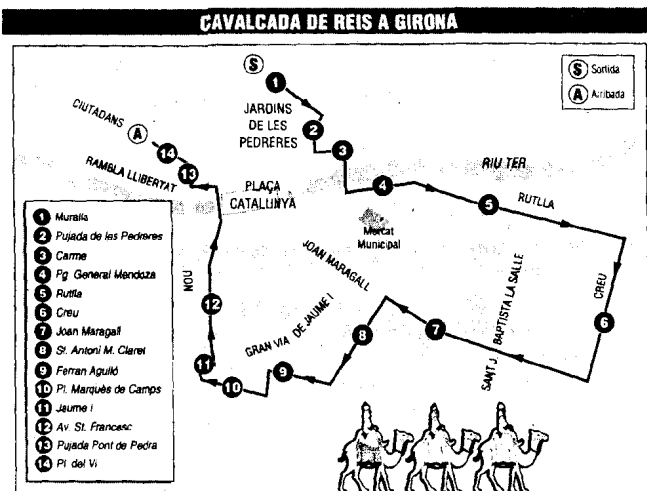 CAVALCADA DE REIS A GIRONA
S
S Sortida
A Arribada
1
JARDINS
DE LES
PEDRERES
CIUTADANS
A
14
13
RAMBLA LLIBERTAT
2
3
4
RIU TER
5
RUTLLA
PLAÇA
CATALUNYA
Mercat
Municipal
JOAN MARAGALL
SANT J. BAPTISTA LA SALLE
CREU
6
7
8
GRAN VIA DE JAUME I
9
10
11
12
NOU
1 Muralla
2 Pujada de les Pedreres
3 Carme
4 Pg. General Mendoza
5 Rutlla
6 Creu
7 Joan Maragall
8 St. Antoni M. Claret
9 Ferran Agulló
10 Pl. Marquès de Camps
11 Jaume I
12 Av. St. Francesc
13 Pujada Pont de Pedra
14 Pl. del Vi